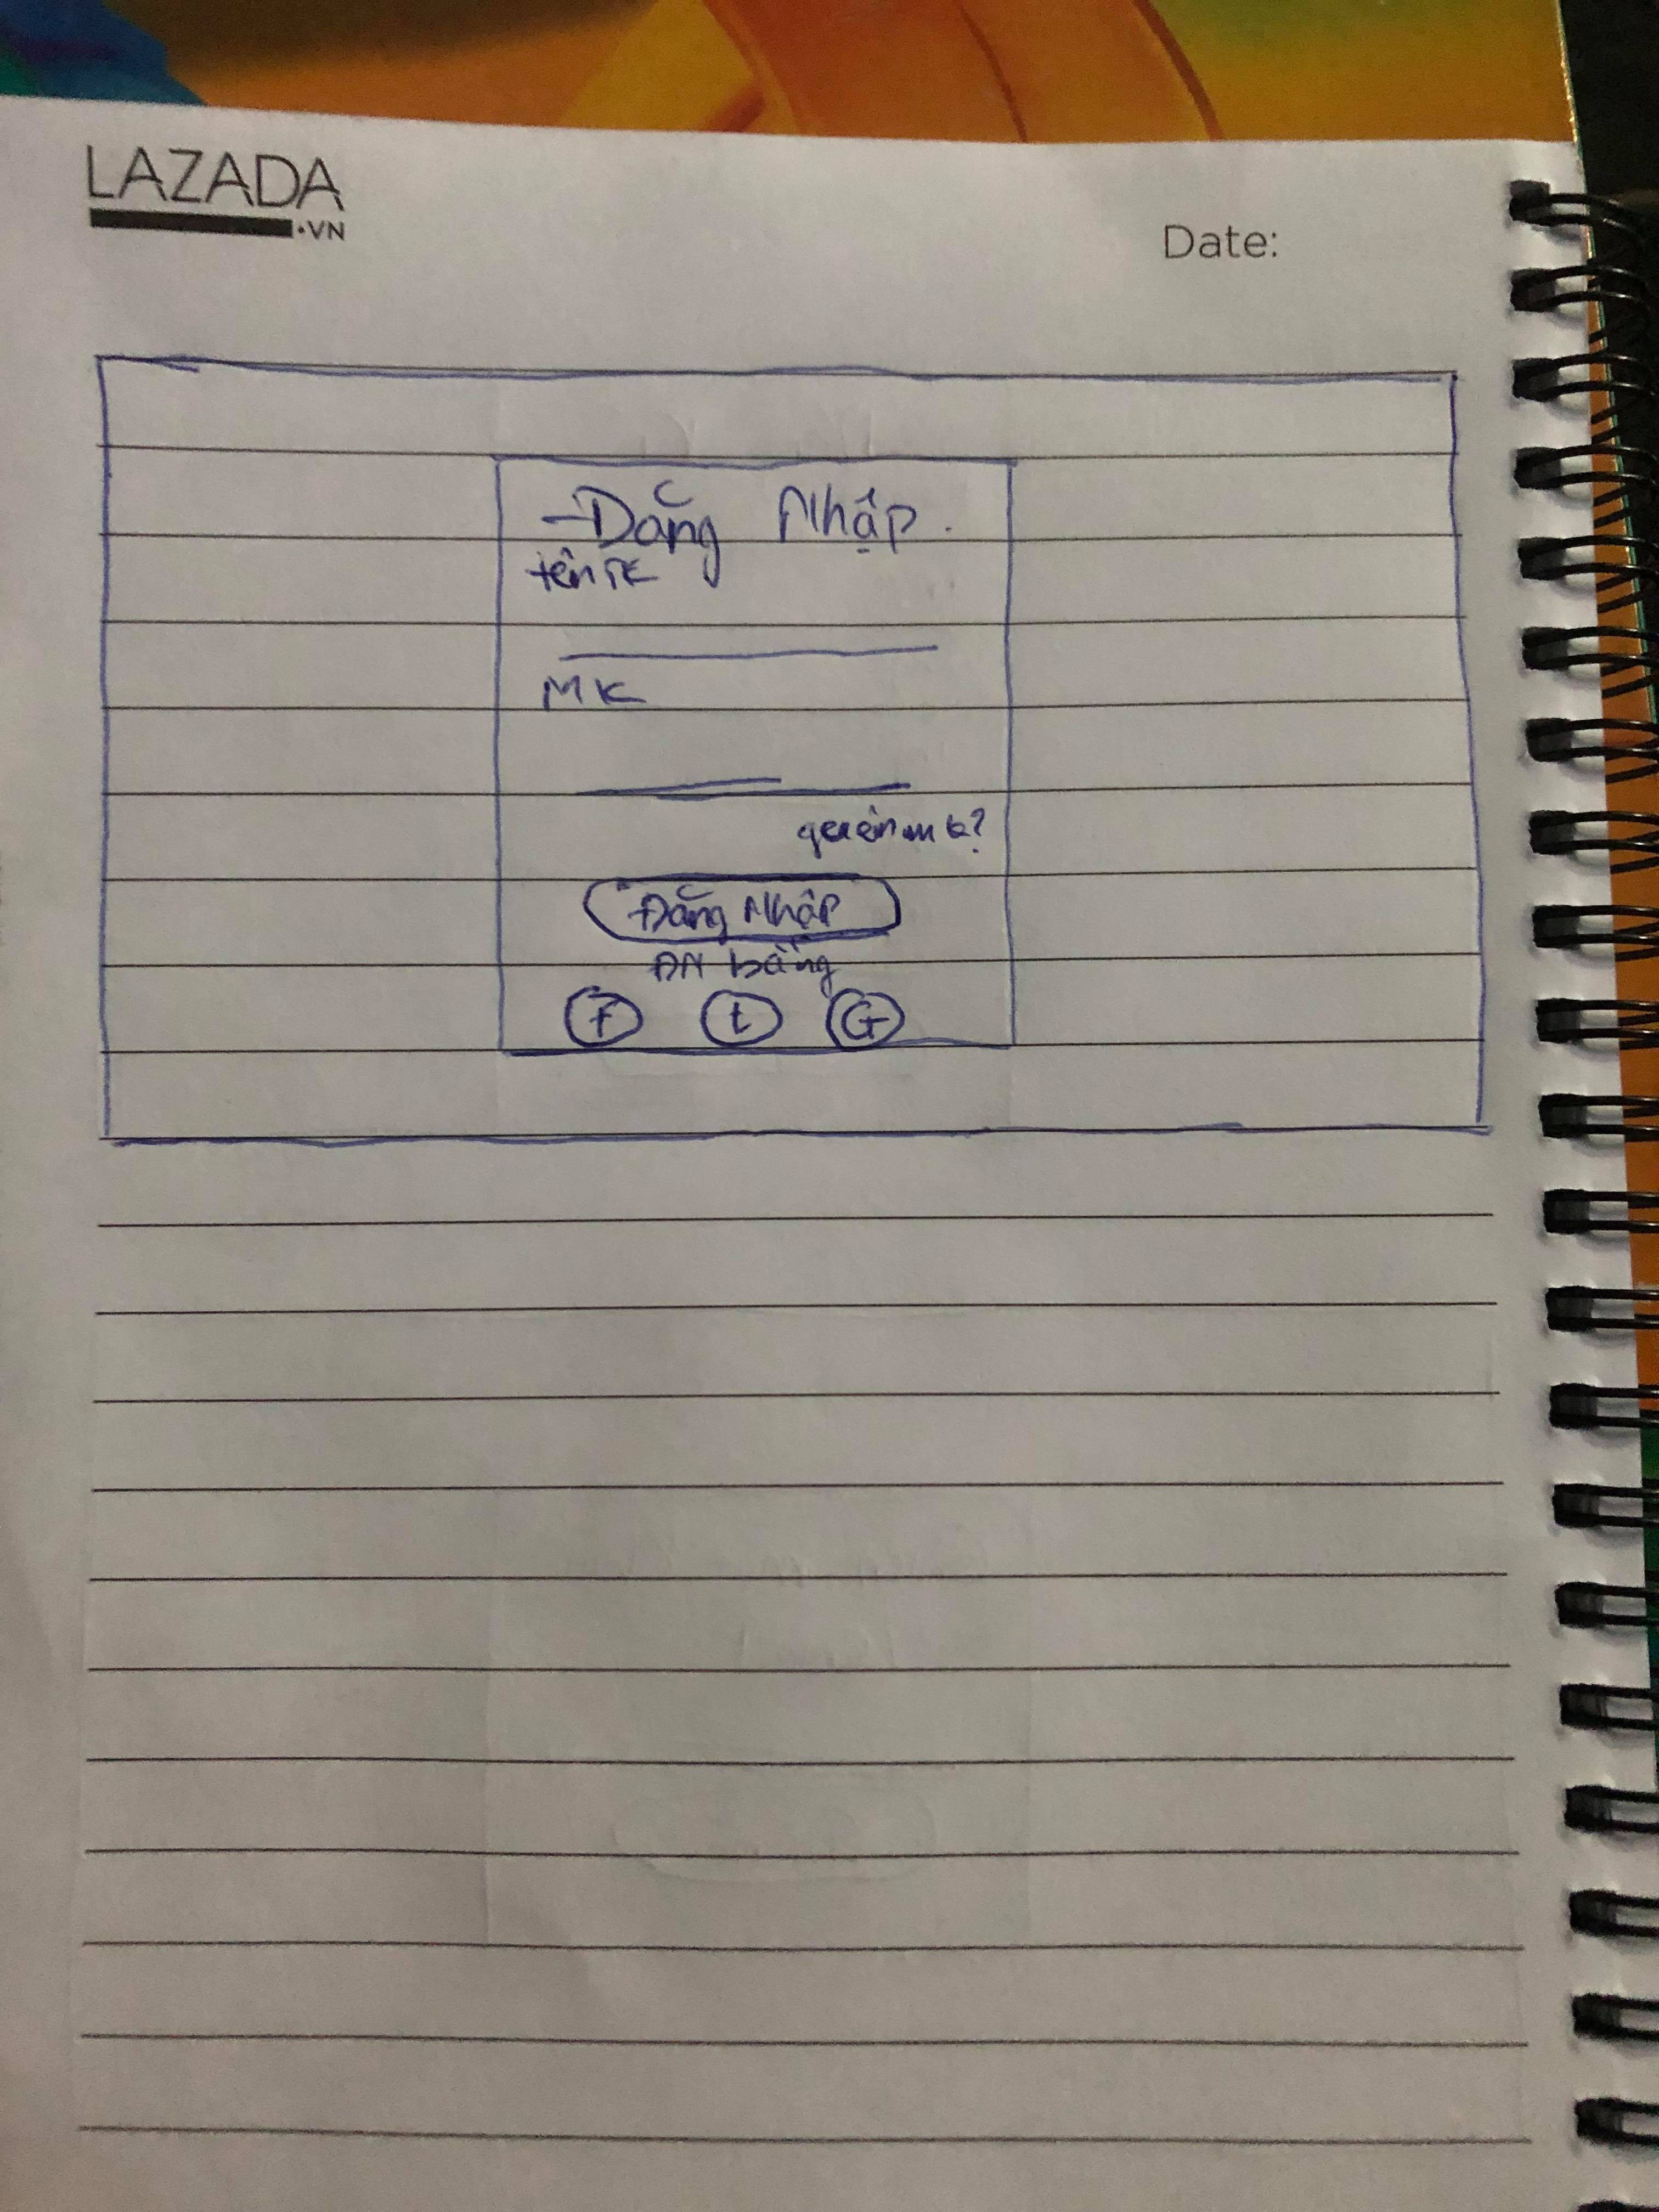 LAZADA
.VN
Date:
Đăng Nhập.
tên TK
MK
quên mk?
Đăng Nhập
ĐN bằng
f t G